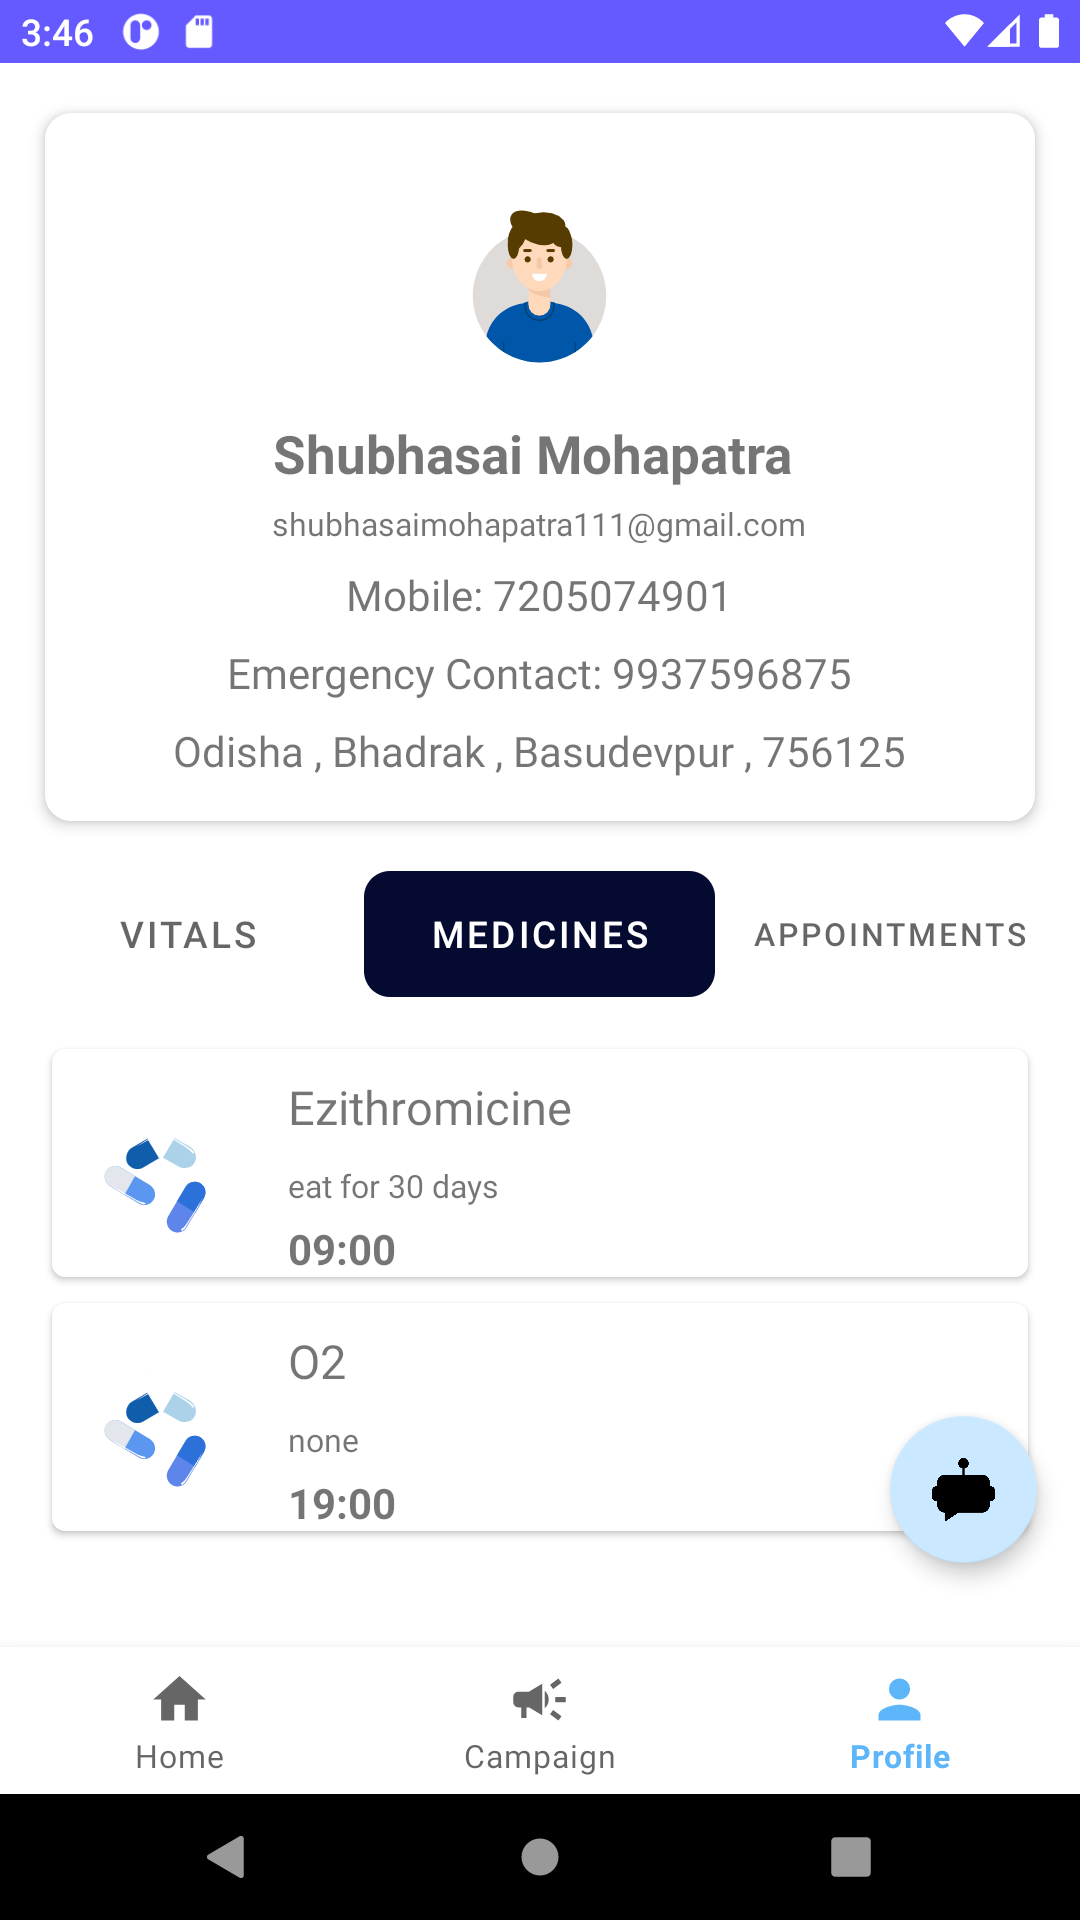 3:46
Shubhasai Mohapatra
shubhasaimohapatra111@gmail.com
Mobile: 7205074901
Emergency Contact: 9937596875
Odisha , Bhadrak , Basudevpur , 756125
VITALS MEDICINES APPOINTMENTS
Ezithromicine
eat for 30 days
09:00
O2
none
19:00
Home Campaign Profile